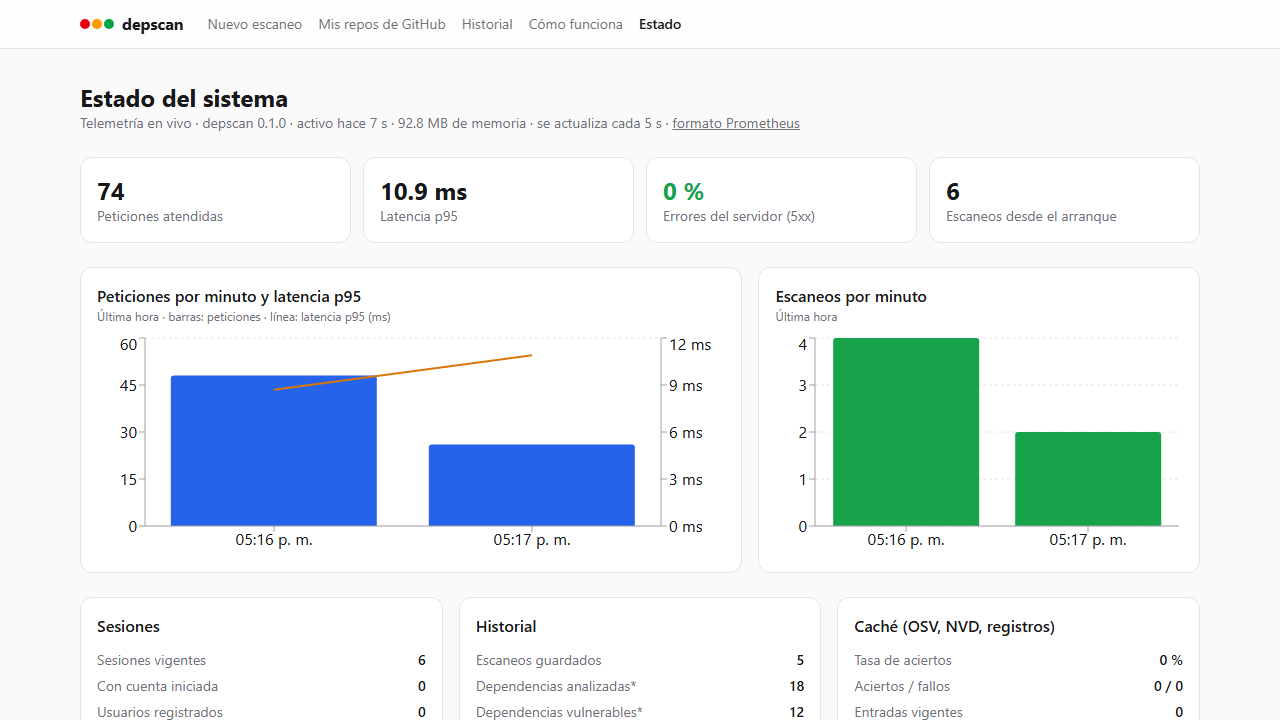 depscan Nuevo escaneo Mis repos de GitHub Historial Cómo funciona Estado
Estado del sistema
Telemetría en vivo · depscan 0.1.0 · activo hace 7 s · 92.8 MB de memoria · se actualiza cada 5 s · formato Prometheus
74
Peticiones atendidas
10.9 ms
Latencia p95
0 %
Errores del servidor (5xx)
6
Escaneos desde el arranque
Peticiones por minuto y latencia p95
Última hora · barras: peticiones · línea: latencia p95 (ms)
60
45
30
15
0
12 ms
9 ms
6 ms
3 ms
0 ms
05:16 p. m. 05:17 p. m.
Escaneos por minuto
Última hora
4
3
2
1
0
05:16 p. m. 05:17 p. m.
Sesiones
Sesiones vigentes 6
Con cuenta iniciada 0
Usuarios registrados 0
Historial
Escaneos guardados 5
Dependencias analizadas* 18
Dependencias vulnerables* 12
Caché (OSV, NVD, registros)
Tasa de aciertos 0 %
Aciertos / fallos 0 / 0
Entradas vigentes 0